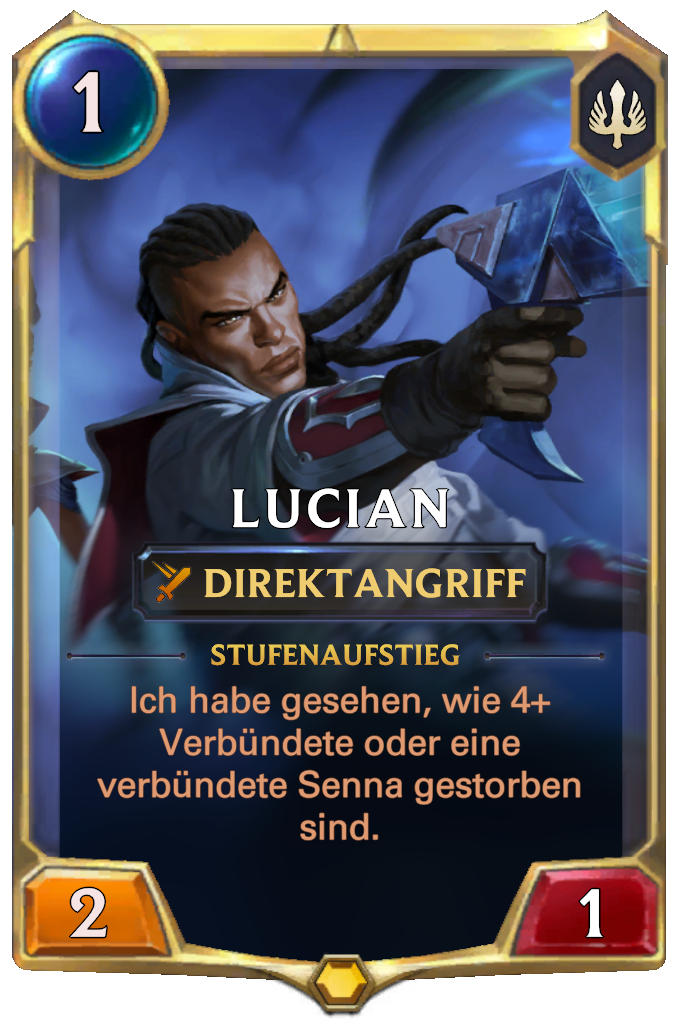 1
LUCIAN
DIREKTANGRIFF
STUFENAUFSTIEG
Ich habe gesehen, wie 4+
Verbündete oder eine
verbündete Senna gestorben
sind.
2
1